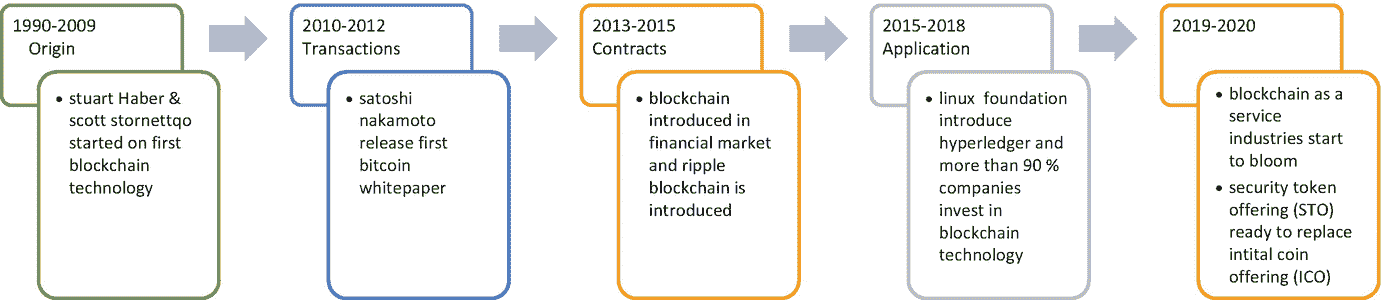 1990-2009
Origin
• stuart Haber &
scott stornettqo
started on first
blockchain
technology
2010-2012
Transactions
• satoshi
nakamoto
release first
bitcoin
whitepaper
2013-2015
Contracts
• blockchain
introduced in
financial market
and ripple
blockchain is
introduced
2015-2018
Application
• linux foundation
introduce
hyperledger and
more than 90 %
companies
invest in
blockchain
technology
2019-2020
• blockchain as a
service
industries start
to bloom
• security token
offering (STO)
ready to replace
intital coin
offering (ICO)